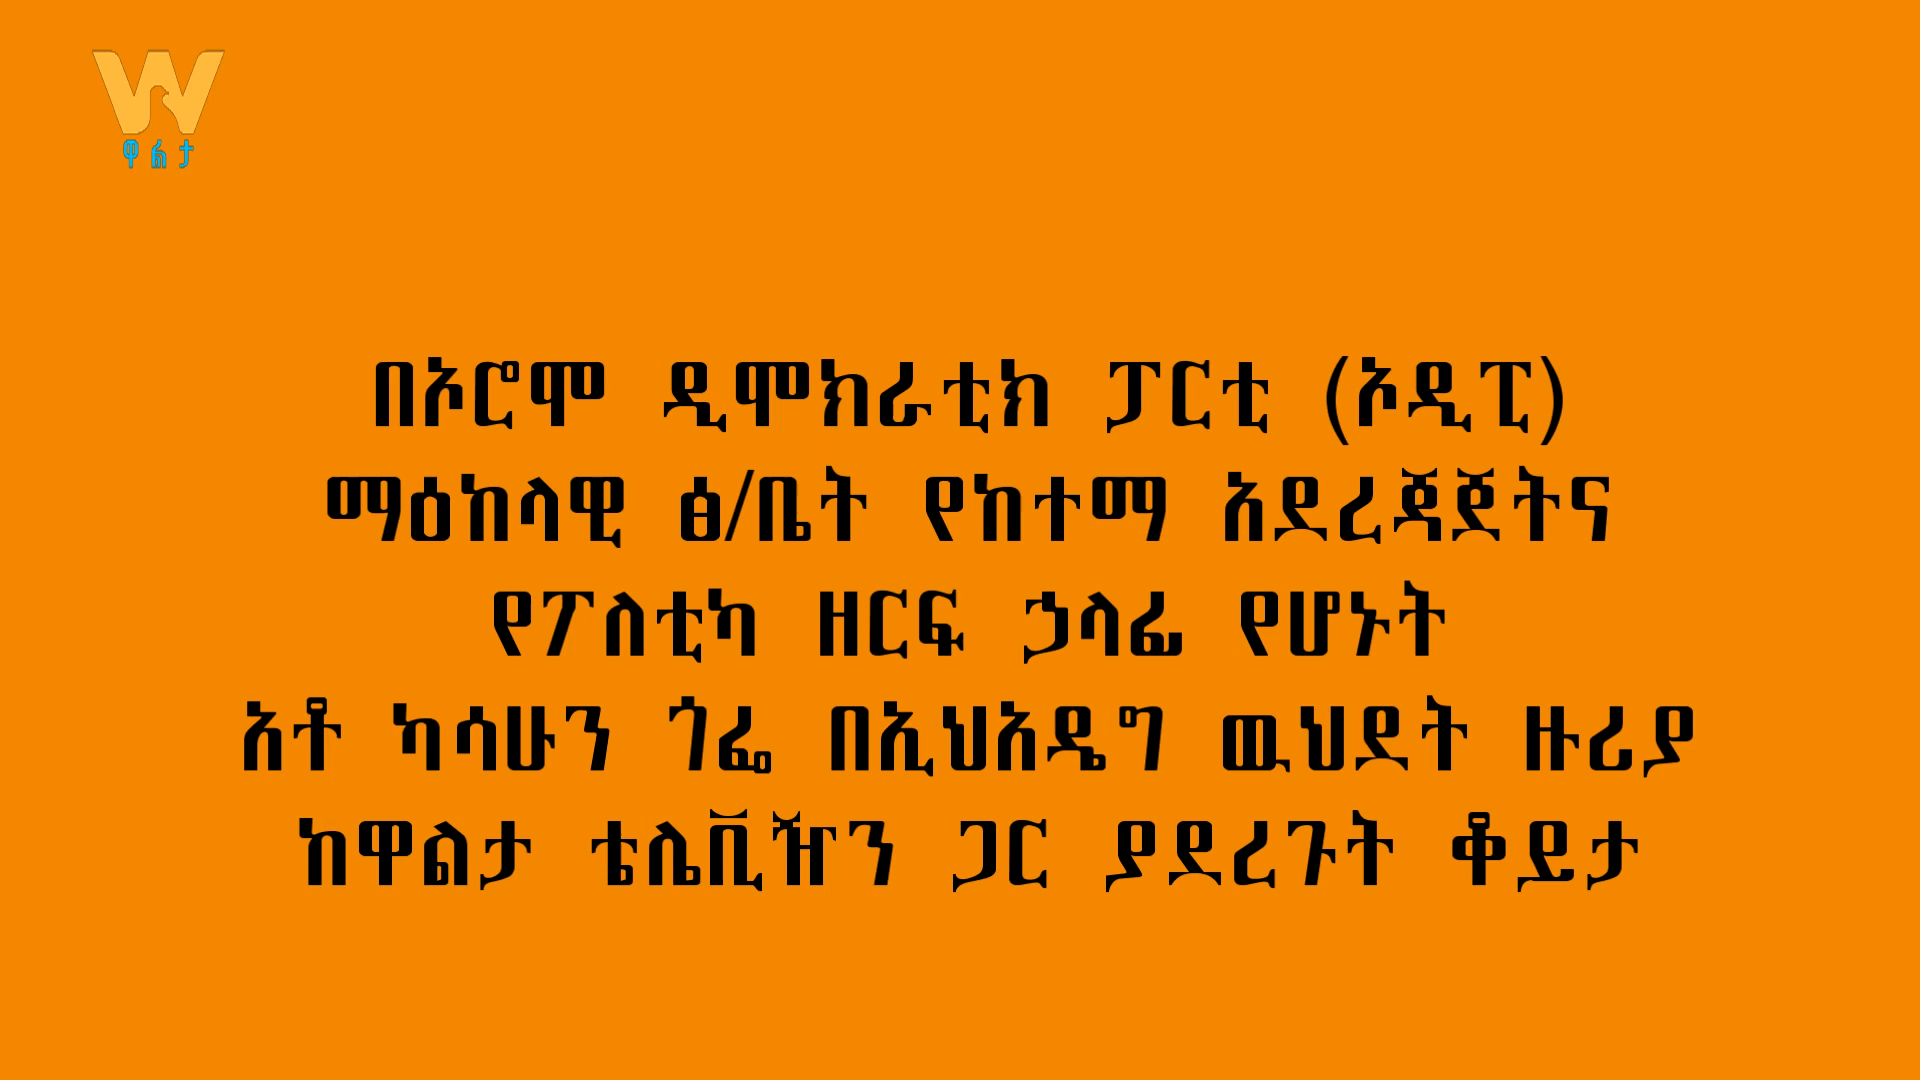 ዋልታ
በኦሮሞ ዲሞክራቲክ ፓርቲ (ኦዲፒ)
ማዕከላዊ ፅ/ቤት የከተማ አደረጃጀትና
የፖለቲካ ዘርፍ ኃላፊ የሆኑት
አቶ ካሳሁን ጎፌ በኢህአዴግ ዉህደት ዙሪያ
ከዋልታ ቴሌቪዥን ጋር ያደረጉት ቆይታ